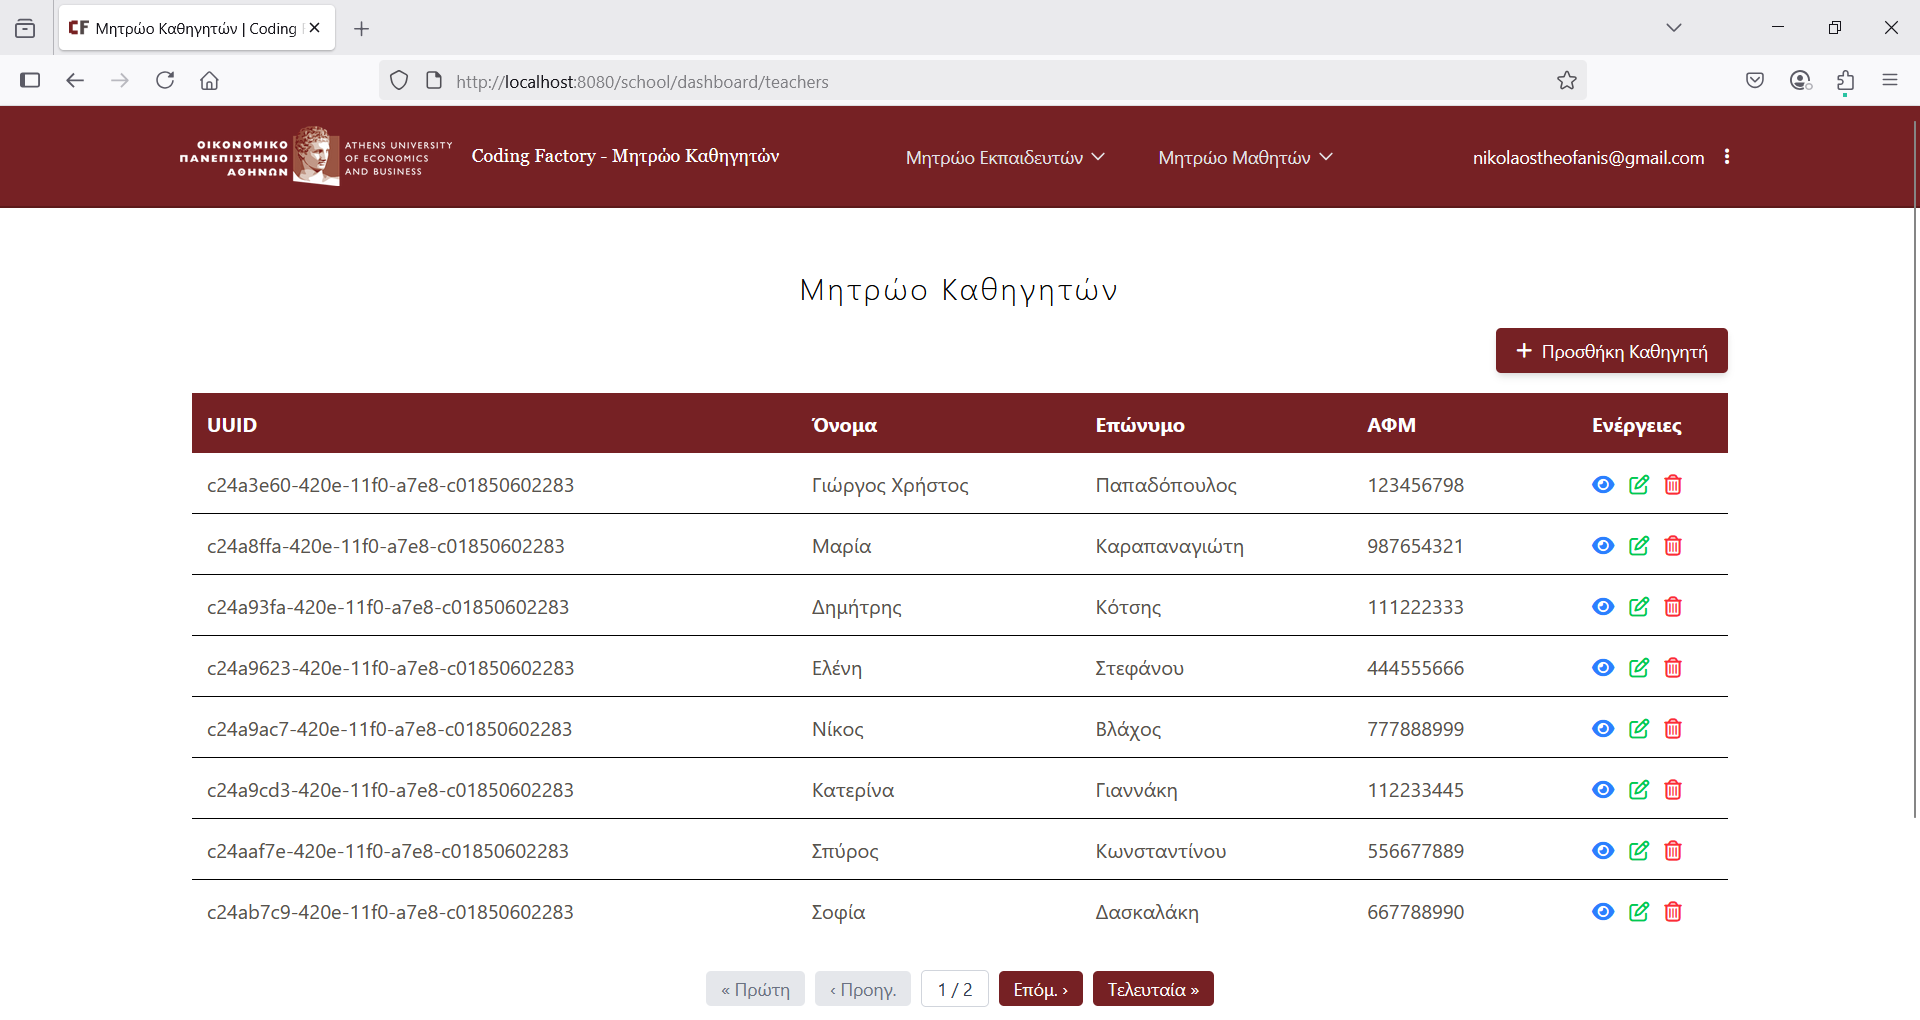 Μητρώο Καθηγητών | Coding
http://localhost:8080/school/dashboard/teachers
ΟΙΚΟΝΟΜΙΚΟ
ΠΑΝΕΠΙΣΤΗΜΙΟ
ΑΘΗΝΩΝ
ATHENS UNIVERSITY
OF ECONOMICS
AND BUSINESS
Coding Factory - Μητρώο Καθηγητών
Μητρώο Εκπαιδευτών
Μητρώο Μαθητών
nikolaostheofanis@gmail.com
Μητρώο Καθηγητών
+ Προσθήκη Καθηγητή
UUID Όνομα Επώνυμο ΑΦΜ Ενέργειες
c24a3e60-420e-11f0-a7e8-c01850602283 Γιώργος Χρήστος Παπαδόπουλος 123456798
c24a8ffa-420e-11f0-a7e8-c01850602283 Μαρία Καραπαναγιώτη 987654321
c24a93fa-420e-11f0-a7e8-c01850602283 Δημήτρης Κότσης 111222333
c24a9623-420e-11f0-a7e8-c01850602283 Ελένη Στεφάνου 444555666
c24a9ac7-420e-11f0-a7e8-c01850602283 Νίκος Βλάχος 777888999
c24a9cd3-420e-11f0-a7e8-c01850602283 Κατερίνα Γιαννάκη 112233445
c24aaf7e-420e-11f0-a7e8-c01850602283 Σπύρος Κωνσταντίνου 556677889
c24ab7c9-420e-11f0-a7e8-c01850602283 Σοφία Δασκαλάκη 667788990
« Πρώτη ‹ Προηγ. 1 / 2 Επόμ. › Τελευταία »